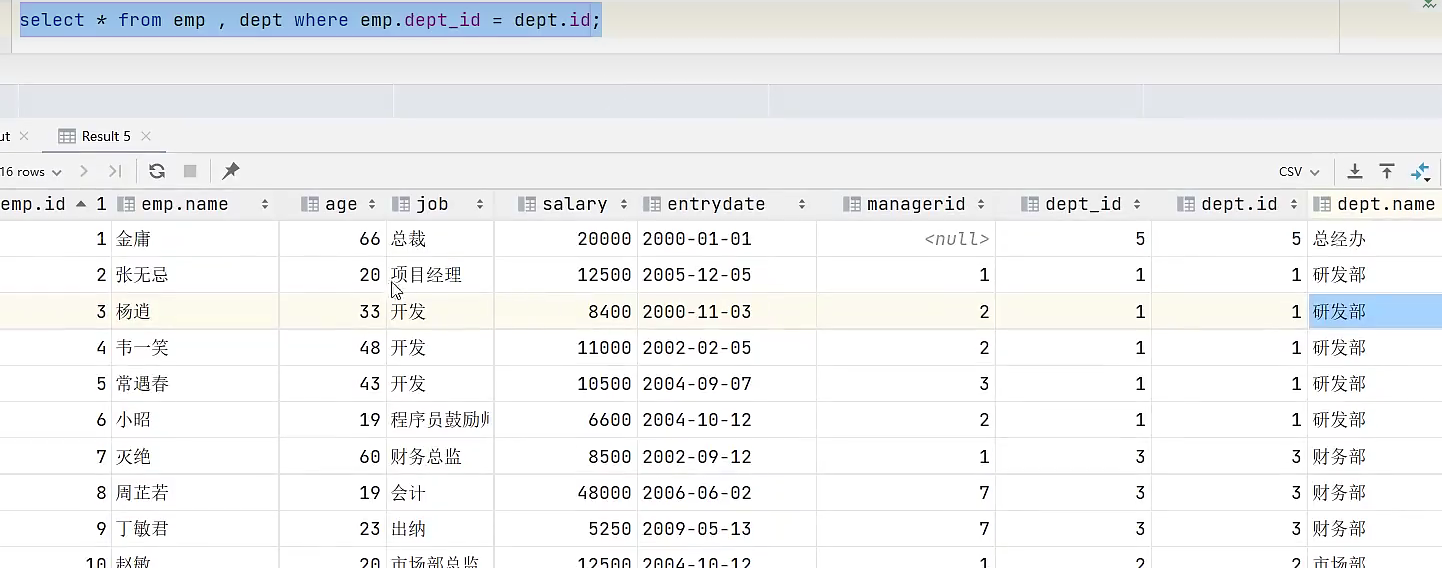 select * from emp , dept where emp.dept_id = dept.id;
ut Result 5
16 rows CSV
emp.id 1 emp.name age job salary entrydate managerid dept_id dept.id dept.name
1 金庸 66 总裁 20000 2000-01-01 <null> 5 5 总经办
2 张无忌 20 项目经理 12500 2005-12-05 1 1 1 研发部
3 杨逍 33 开发 8400 2000-11-03 2 1 1 研发部
4 韦一笑 48 开发 11000 2002-02-05 2 1 1 研发部
5 常遇春 43 开发 10500 2004-09-07 3 1 1 研发部
6 小昭 19 程序员鼓励师 6600 2004-10-12 2 1 1 研发部
7 灭绝 60 财务总监 8500 2002-09-12 1 3 3 财务部
8 周芷若 19 会计 48000 2006-06-02 7 3 3 财务部
9 丁敏君 23 出纳 5250 2009-05-13 7 3 3 财务部
10 赵敏 20 市场部总监 12500 2004-10-12 1 2 2 市场部